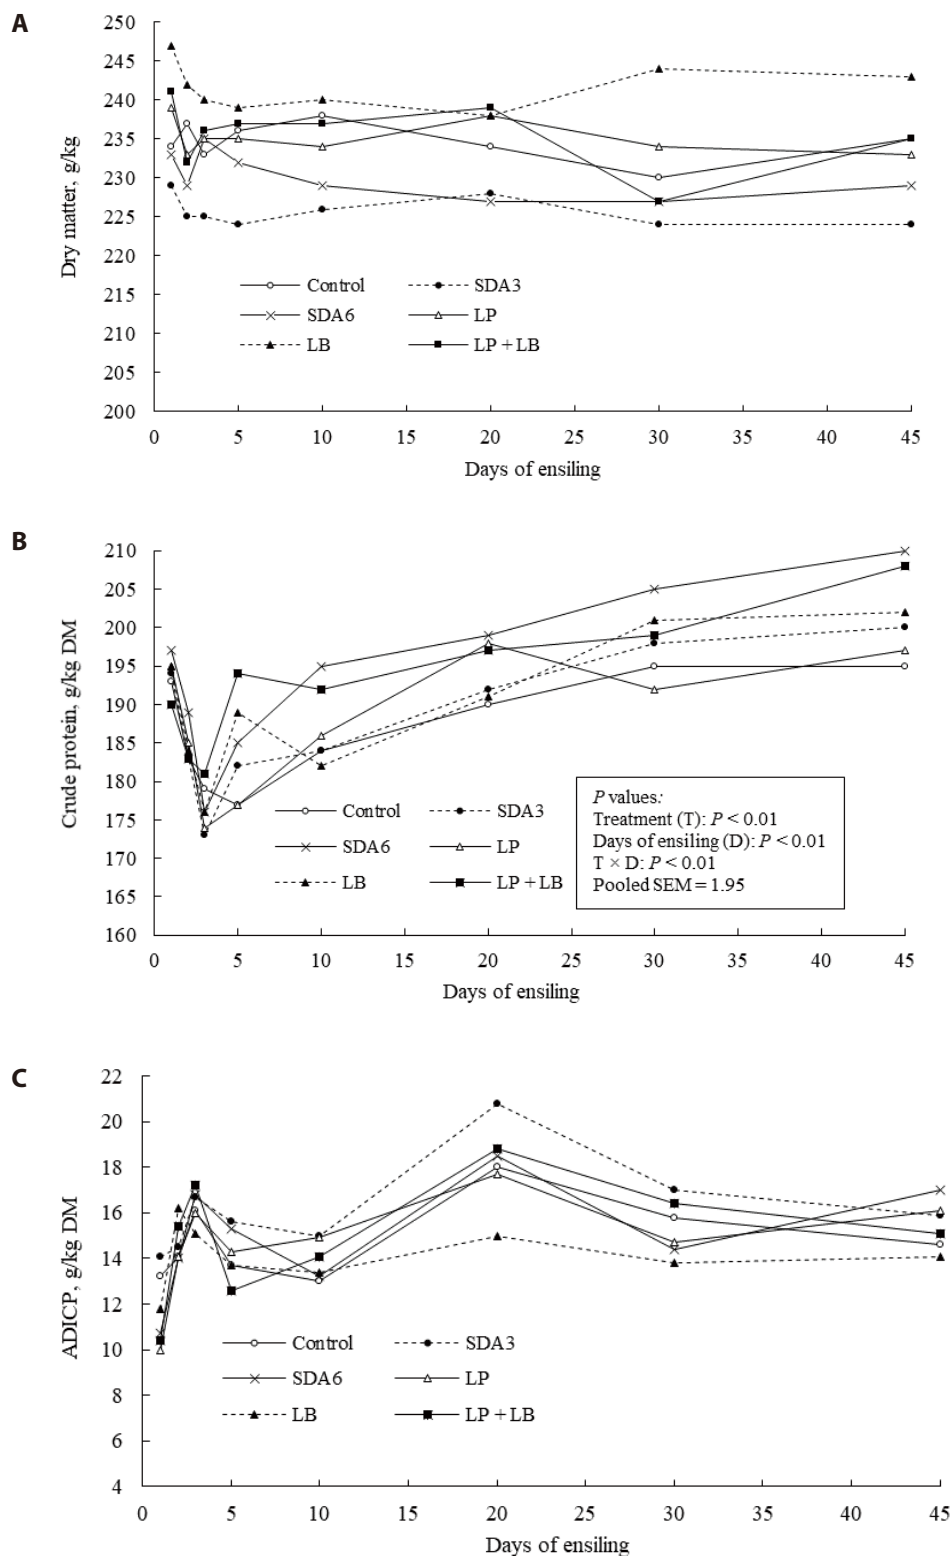 A
250
245
240
235
230
225
220
215
210
205
200
Dry matter, g/kg
Control
SDA3
SDA6
LP
LB
LP + LB
0 5 10 15 20 25 30 35 40 45
Days of ensiling
B
210
205
200
195
190
185
180
175
170
165
160
Crude protein, g/kg DM
Control
SDA3
SDA6
LP
LB
LP + LB
P values:
Treatment (T): P < 0.01
Days of ensiling (D): P < 0.01
T × D: P < 0.01
Pooled SEM = 1.95
0 5 10 15 20 25 30 35 40 45
Days of ensiling
C
22
20
18
16
14
12
10
8
6
4
ADICP, g/kg DM
Control
SDA3
SDA6
LP
LB
LP + LB
0 5 10 15 20 25 30 35 40 45
Days of ensiling